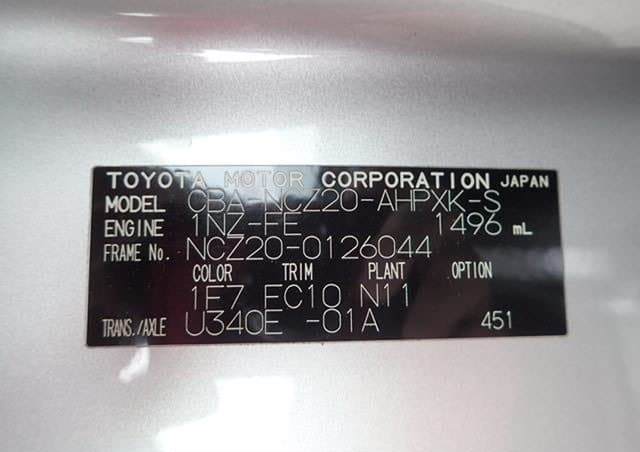 TOYOTA MOTOR CORPORATION JAPAN
MODEL CBA-NCZ20-AHPXK-S
ENGINE 1NZ-FE 1496 mL
FRAME No. NCZ20-0126044
COLOR TRIM PLANT OPTION
1E7 FC10 N11
TRANS./AXLE U340E -01A 451